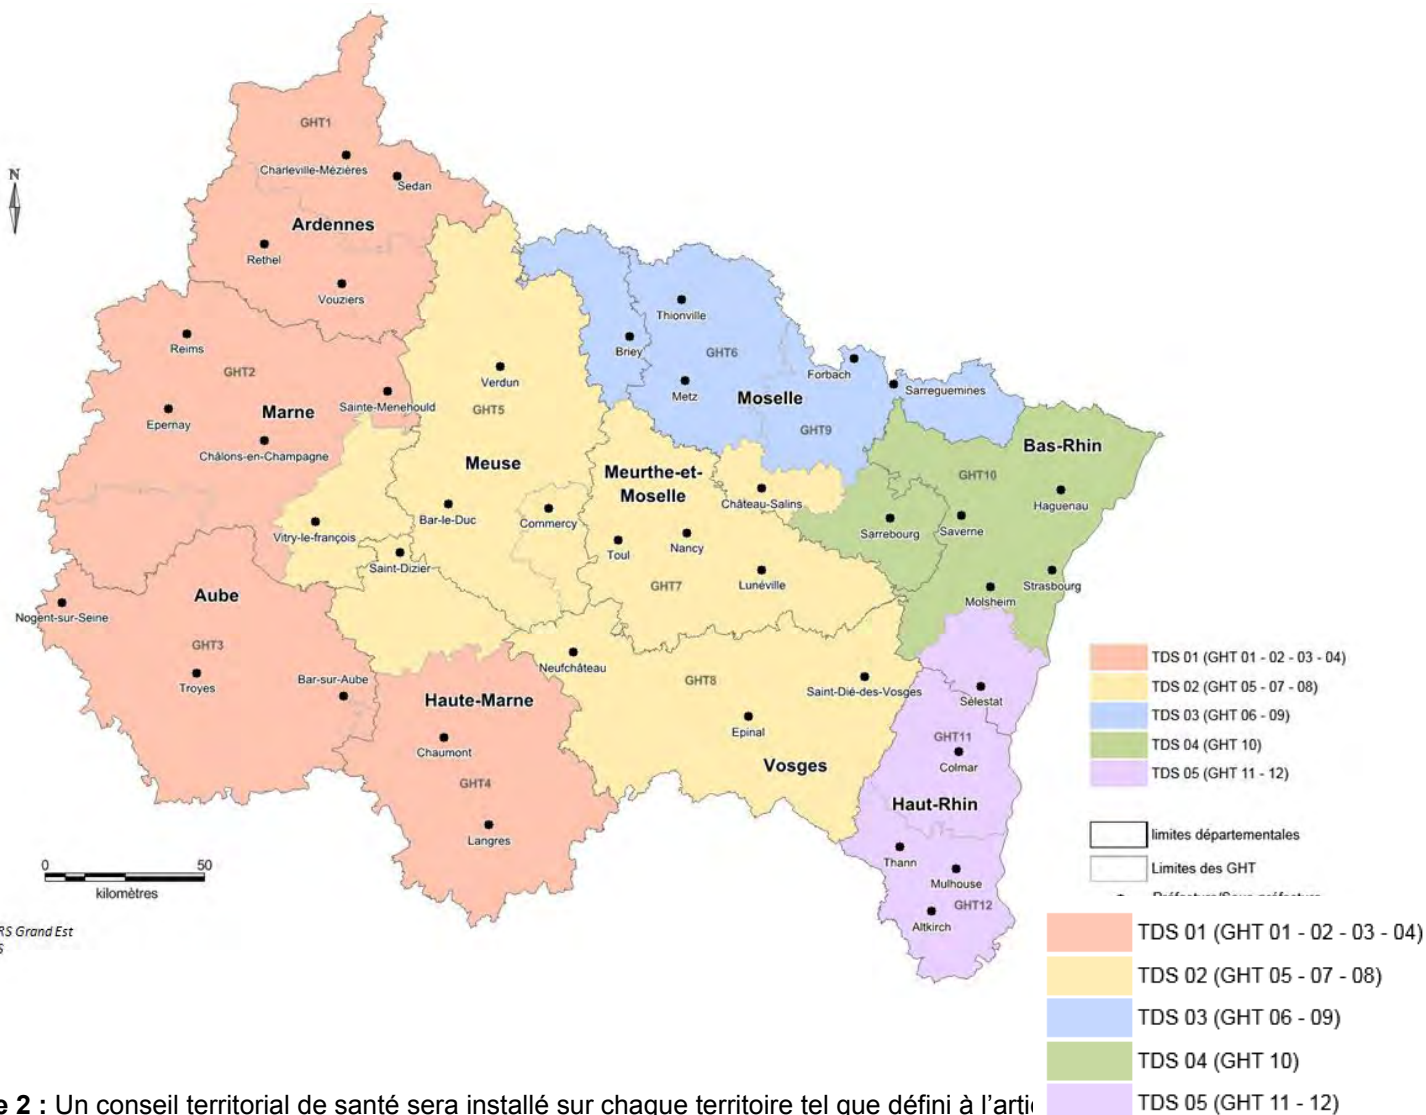 GHT1
Charleville-Mézières
Sedan
Ardennes
N
Rethel
Vouziers
Reims
GHT2
Thionville
Briey
GHT6
Forbach
Sarreguemines
Verdun
Metz
Moselle
Sainte-Menehould
GHT5
Marne
Epernay
GHT9
Châlons-en-Champagne
Bas-Rhin
Meuse
Meurthe-et-
Moselle
GHT10
Château-Salins
Haguenau
Bar-le-Duc
Commercy
Vitry-le-françois
Sarrebourg
Saverne
Toul
Nancy
Saint-Dizier
Lunéville
GHT7
Strasbourg
Molsheim
Aube
Nogent-sur-Seine
GHT3
Neufchâteau
Troyes
Bar-sur-Aube
GHT8
Saint-Dié-des-Vosges
Sélestat
Haute-Marne
Epinal
GHT11
Chaumont
Colmar
Vosges
GHT4
Haut-Rhin
Langres
Thann
Mulhouse
GHT12
Altkirch
0 50
kilomètres
RS Grand Est
S
TDS 01 (GHT 01 - 02 - 03 - 04)
TDS 02 (GHT 05 - 07 - 08)
TDS 03 (GHT 06 - 09)
TDS 04 (GHT 10)
TDS 05 (GHT 11 - 12)
limites départementales
Limites des GHT
TDS 01 (GHT 01 - 02 - 03 - 04)
TDS 02 (GHT 05 - 07 - 08)
TDS 03 (GHT 06 - 09)
TDS 04 (GHT 10)
TDS 05 (GHT 11 - 12)
e 2 : Un conseil territorial de santé sera installé sur chaque territoire tel que défini à l'arti